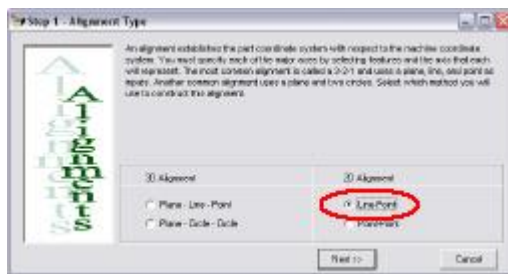 Step 1 - Alignment Type
An alignment establishes the part coordinate system with respect to the machine coordinate
system. You must specify each of the major axes by selecting features and the axis that each
will represent. The most common alignment is called a 3-2-1 and uses a plane, line, and point as
inputs. Another common alignment uses a plane and two circles. Select which method you will
use to construct this alignment.
Alignments
3D Alignment
2D Alignment
Plane - Line - Point
Line-Point
Plane - Circle - Circle
Point-Point
Next >>
Cancel